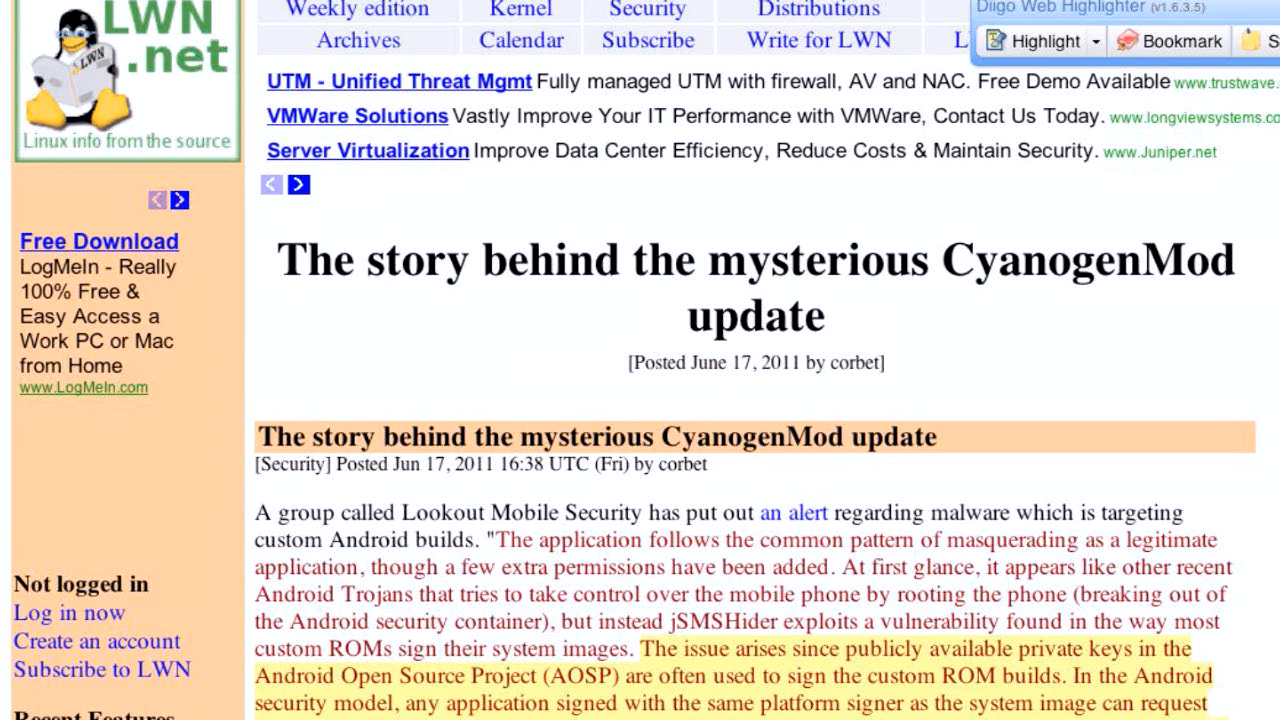 LWN
.net
LWN
Linux info from the source
Weekly edition Kernel Security Distributions
Archives Calendar Subscribe Write for LWN
Diigo Web Highlighter (v1.6.3.5)
Highlight Bookmark
UTM - Unified Threat Mgmt Fully managed UTM with firewall, AV and NAC. Free Demo Available www.trustwave.
VMWare Solutions Vastly Improve Your IT Performance with VMWare, Contact Us Today. www.longviewsystems.co
Server Virtualization Improve Data Center Efficiency, Reduce Costs & Maintain Security. www.Juniper.net
Free Download
LogMeIn - Really
100% Free &
Easy Access a
Work PC or Mac
from Home
www.LogMeIn.com
Not logged in
Log in now
Create an account
Subscribe to LWN
Recent Features
The story behind the mysterious CyanogenMod
update
[Posted June 17, 2011 by corbet]
The story behind the mysterious CyanogenMod update
[Security] Posted Jun 17, 2011 16:38 UTC (Fri) by corbet
A group called Lookout Mobile Security has put out an alert regarding malware which is targeting
custom Android builds. "The application follows the common pattern of masquerading as a legitimate
application, though a few extra permissions have been added. At first glance, it appears like other recent
Android Trojans that tries to take control over the mobile phone by rooting the phone (breaking out of
the Android security container), but instead jSMSHider exploits a vulnerability found in the way most
custom ROMs sign their system images. The issue arises since publicly available private keys in the
Android Open Source Project (AOSP) are often used to sign the custom ROM builds. In the Android
security model, any application signed with the same platform signer as the system image can request